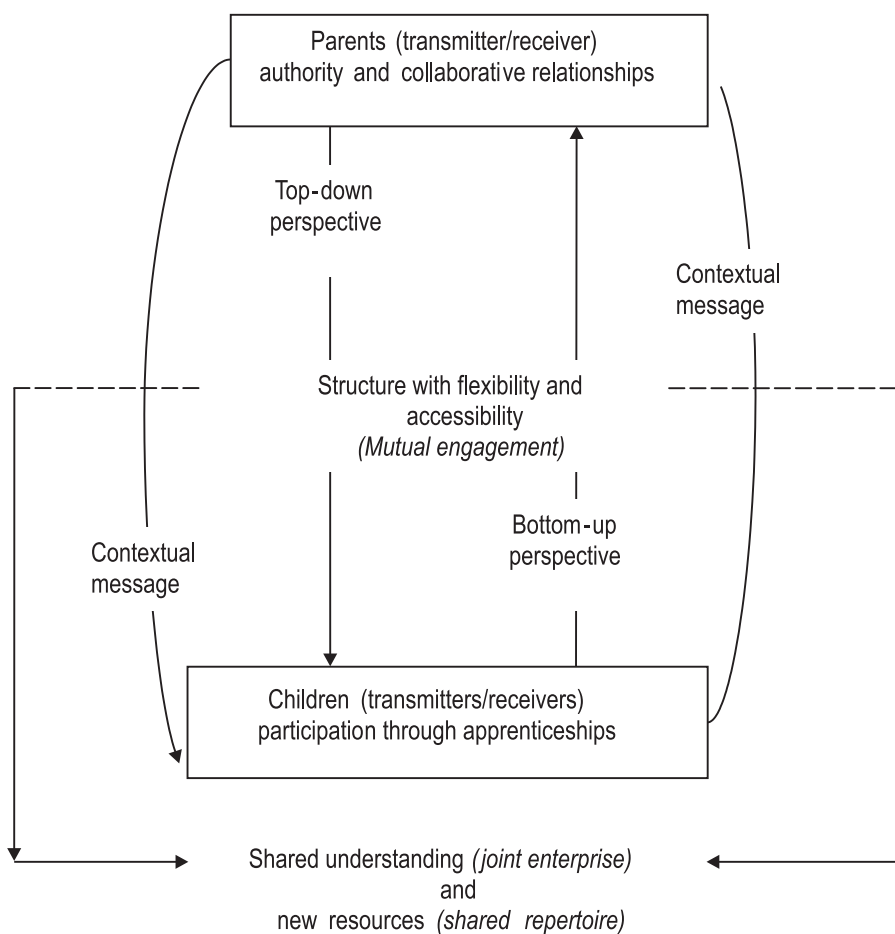 Parents (transmitter/receiver)
authority and collaborative relationships
Top-down
perspective
Contextual
message
Structure with flexibility and
accessibility
(Mutual engagement)
Bottom-up
perspective
Contextual
message
Children (transmitters/receivers)
participation through apprenticeships
Shared understanding (joint enterprise)
and
new resources (shared repertoire)